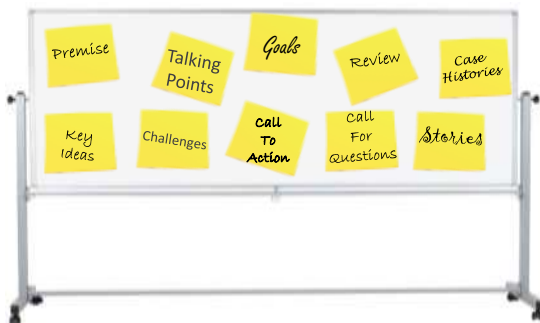 Premise
Talking
Points
Goals
Review
Case
Histories
Key
Ideas
Challenges
Call
To
Action
Call
For
Questions
Stories